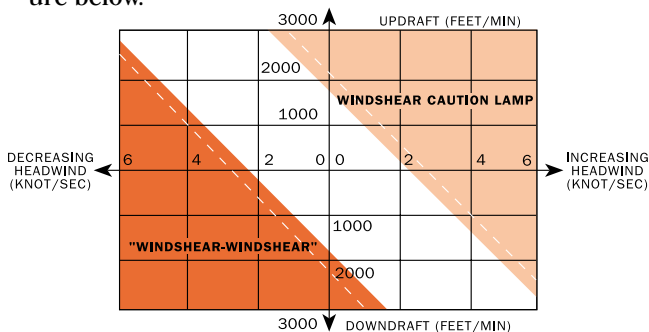 are below.
3000 UPDRAFT (FEET/MIN)
2000
WINDSHEAR CAUTION LAMP
1000
DECREASING
HEADWIND
(KNOT/SEC)
6 4 2 0 0 2 4 6
INCREASING
HEADWIND
(KNOT/SEC)
1000
"WINDSHEAR-WINDSHEAR"
2000
3000 DOWNDRAFT (FEET/MIN)